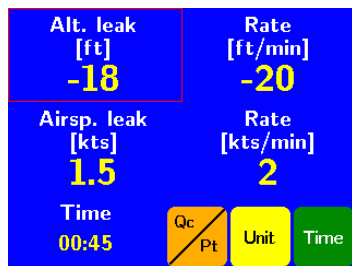 Alt. leak Rate
[ft] [ft/min]
-18 -20
Airsp. leak Rate
[kts] [kts/min]
1.5 2
Time
00:45
Qc
Pt
Unit
Time